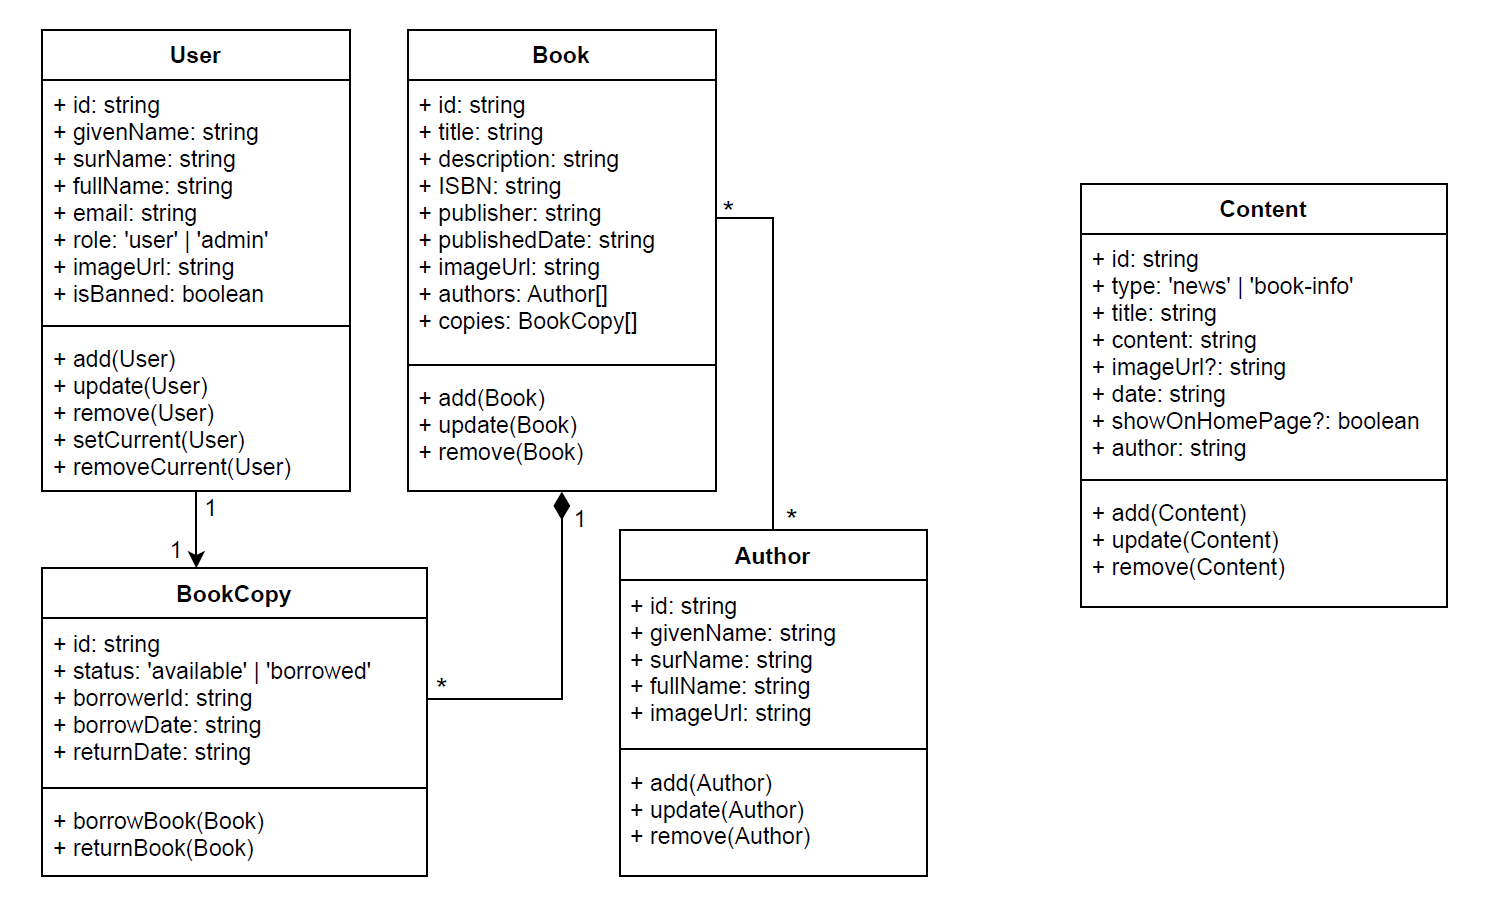 User
+ id: string
+ givenName: string
+ surName: string
+ fullName: string
+ email: string
+ role: 'user' | 'admin'
+ imageUrl: string
+ isBanned: boolean
+ add(User)
+ update(User)
+ remove(User)
+ setCurrent(User)
+ removeCurrent(User)
1
1
BookCopy
+ id: string
+ status: 'available' | 'borrowed'
+ borrowerId: string
+ borrowDate: string
+ returnDate: string
+ borrowBook(Book)
+ returnBook(Book)
*
Book
+ id: string
+ title: string
+ description: string
+ ISBN: string
+ publisher: string
+ publishedDate: string
+ imageUrl: string
+ authors: Author[]
+ copies: BookCopy[]
+ add(Book)
+ update(Book)
+ remove(Book)
1
*
*
Author
+ id: string
+ givenName: string
+ surName: string
+ fullName: string
+ imageUrl: string
+ add(Author)
+ update(Author)
+ remove(Author)
Content
+ id: string
+ type: 'news' | 'book-info'
+ title: string
+ content: string
+ imageUrl?: string
+ date: string
+ showOnHomePage?: boolean
+ author: string
+ add(Content)
+ update(Content)
+ remove(Content)